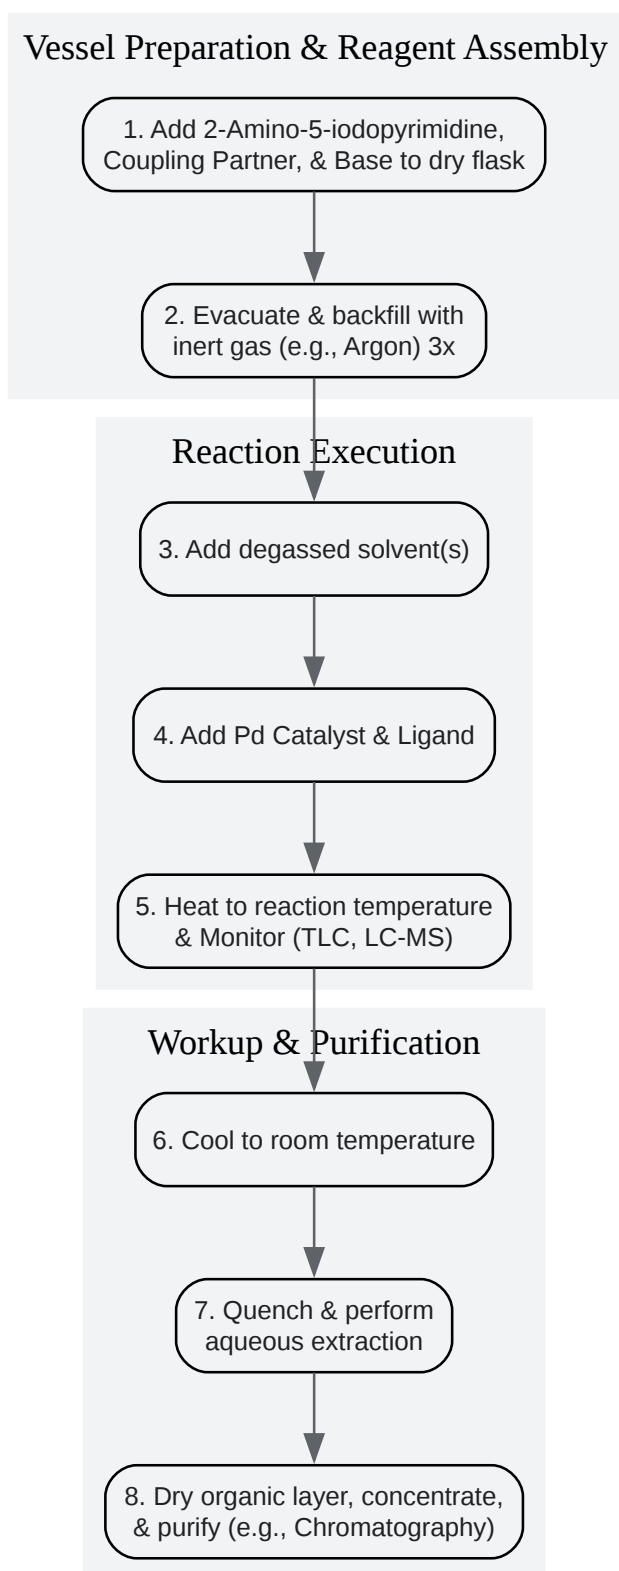 Vessel Preparation & Reagent Assembly
1. Add 2-Amino-5-iodopyrimidine,
Coupling Partner, & Base to dry flask
2. Evacuate & backfill with
inert gas (e.g., Argon) 3x
Reaction Execution
3. Add degassed solvent(s)
4. Add Pd Catalyst & Ligand
5. Heat to reaction temperature
& Monitor (TLC, LC-MS)
Workup & Purification
6. Cool to room temperature
7. Quench & perform
aqueous extraction
8. Dry organic layer, concentrate,
& purify (e.g., Chromatography)